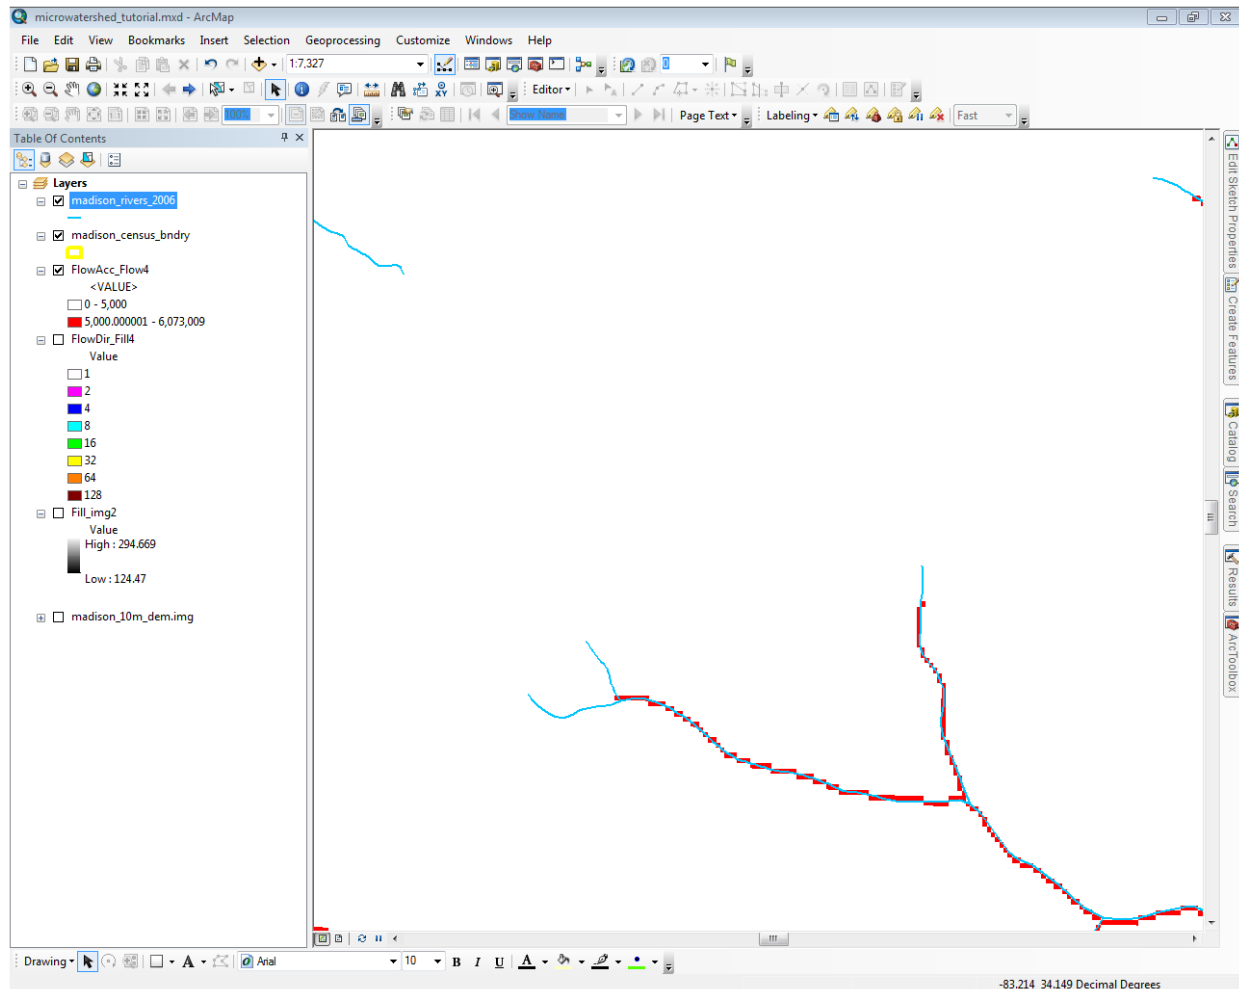 microwatershed_tutorial.mxd - ArcMap
File Edit View Bookmarks Insert Selection Geoprocessing Customize Windows Help
1:7,327
0
Editor
100%
Show Name
Page Text
Labeling
Fast
Table Of Contents
Layers
madison_rivers_2006
madison_census_bndry
FlowAcc_Flow4
<VALUE>
0 - 5,000
5,000.000001 - 6,073,009
FlowDir_Fill4
Value
1
2
4
8
16
32
64
128
Fill_img2
Value
High : 294.669
Low : 124.47
madison_10m_dem.img
Edit Sketch Properties
Create Features
Catalog
Search
Results
ArcToolbox
Drawing
A
Arial
10
B I U A
-83.214 34.149 Decimal Degrees